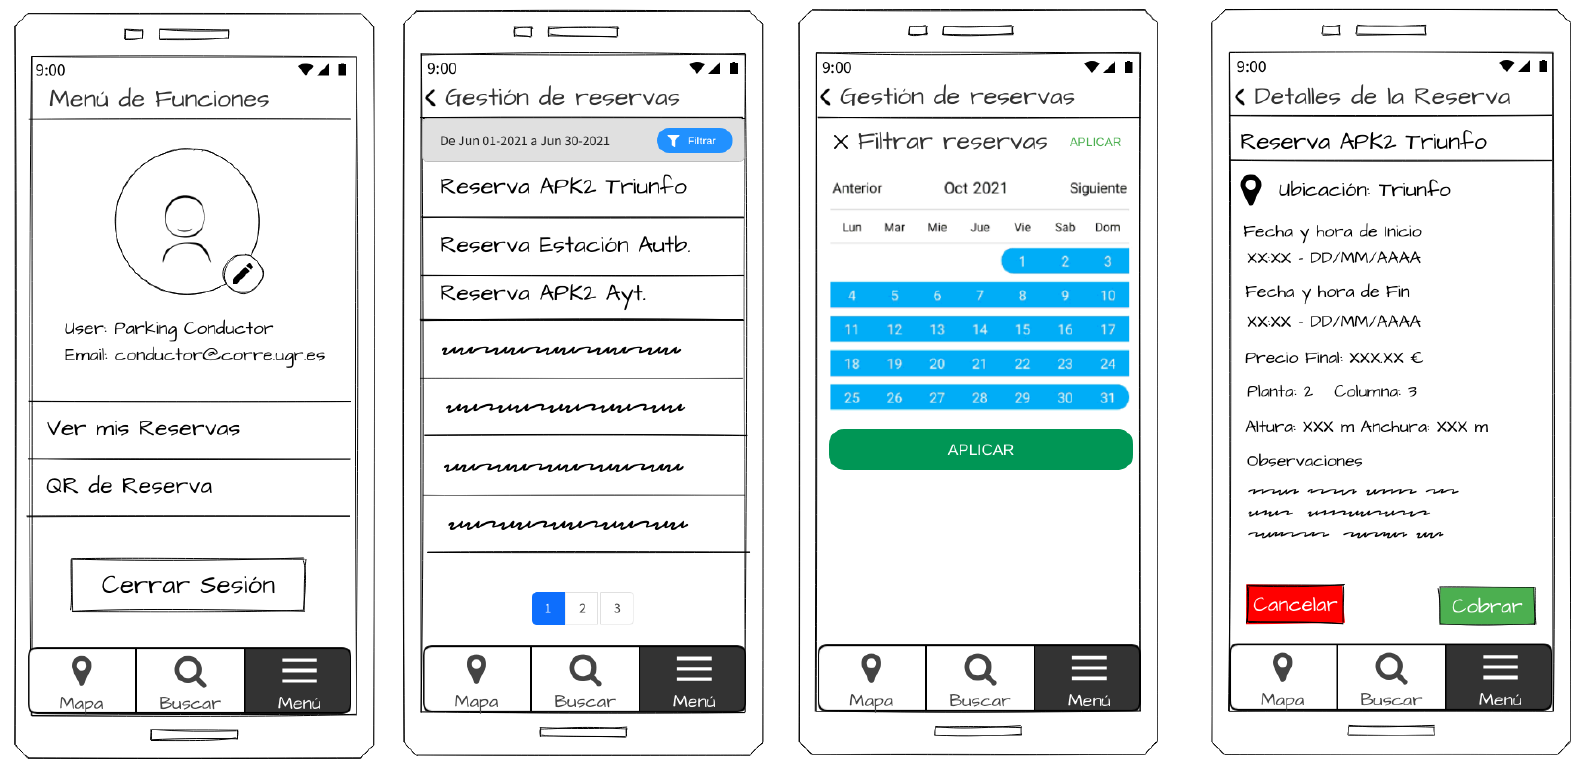 9:00
Menú de Funciones
User: Parking Conductor
Email: conductor@corre.ugr.es
Ver mis Reservas
QR de Reserva
Cerrar Sesión
Mapa
Buscar
Menú
9:00
Gestión de reservas
De Jun 01-2021 a Jun 30-2021
Filtrar
Reserva APK2 Triunfo
Reserva Estación Autb.
Reserva APK2 Ayt.
1 2 3
Mapa
Buscar
Menú
9:00
Gestión de reservas
Filtrar reservas
APLICAR
Anterior Oct 2021 Siguiente
Lun Mar Mie Jue Vie Sab Dom
1 2 3
4 5 6 7 8 9 10
11 12 13 14 15 16 17
18 19 20 21 22 23 24
25 26 27 28 29 30 31
APLICAR
Mapa
Buscar
Menú
9:00
Detalles de la Reserva
Reserva APK2 Triunfo
Ubicación: Triunfo
Fecha y hora de Inicio
XX:XX - DD/MM/AAAA
Fecha y hora de Fin
XX:XX - DD/MM/AAAA
Precio Final: XXX.XX €
Planta: 2 Columna: 3
Altura: XXX m Anchura: XXX m
Observaciones
Cancelar
Cobrar
Mapa
Buscar
Menú